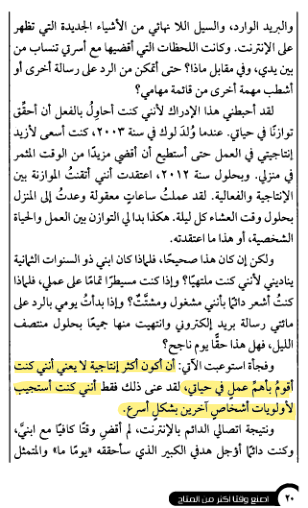 والبريد الوارد، والسيل اللا نهائي من الأشياء الجديدة التي تظهر
على الإنترنت. وكانت اللحظات التي أقضيها مع أسرتي تنساب من
بين يدي، وفي مقابل ماذا؟ حتى أتمكن من الرد على رسالة أخرى أو
أشطب مهمة أخرى من قائمة مهامي؟
لقد أحبطني هذا الإدراك لأنني كنت أحاوِلُ بالفعل أن أحقِّق
توازنًا في حياتي. عندما وُلدَ لوك في سنة ٢٠٠٣، كنت أسعى لأزيد
إنتاجيتي في العمل حتى أستطيع أن أقضي مزيدًا من الوقت المثمر
في منزلي. وبحلول سنة ٢٠١٢، اعتقدت أنني أتقنتُ الموازنة بين
الإنتاجية والفعالية. لقد عملتُ ساعاتٍ معقولة وعدتُ إلى المنزل
بحلول وقت العشاء كل ليلة. هكذا بدا لي التوازن بين العمل والحياة
الشخصية، أو هذا ما اعتقدته.
ولكن إن كان هذا صحيحًا، فلماذا كان ابني ذو السنوات الثمانية
يناديني لأنني كنت ملتهيًا؟ وإذا كنت مسيطرًا تمامًا على عملي، فلماذا
كنتُ أشعر دائمًا بأنني مشغول ومشتَّت؟ وإذا بدأتُ يومي بالرد على
مائتي رسالة بريد إلكتروني وانتهيت منها جميعًا بحلول منتصف
الليل، فهل هذا حقًّا يوم ناجح؟
وفجأة استوعبت الآتي: أن أكون أكثر إنتاجية لا يعني أنني كنت
أقومُ بأهمِّ عملٍ في حياتي، لقد عنى ذلك فقط أنني كنت أستجيب
لأولويات أشخاصٍ آخرين بشكلٍ أسرع.
ونتيجة اتصالي الدائم بالإنترنت، لم أقضِ وقتًا كافيًا مع ابنيَّ،
وكنت دائمًا أؤجل هدفي الكبير الذي سأحققه «يومًا ما» والمتمثل
٢٠ اصنع وقتًا أكثر من المتاح